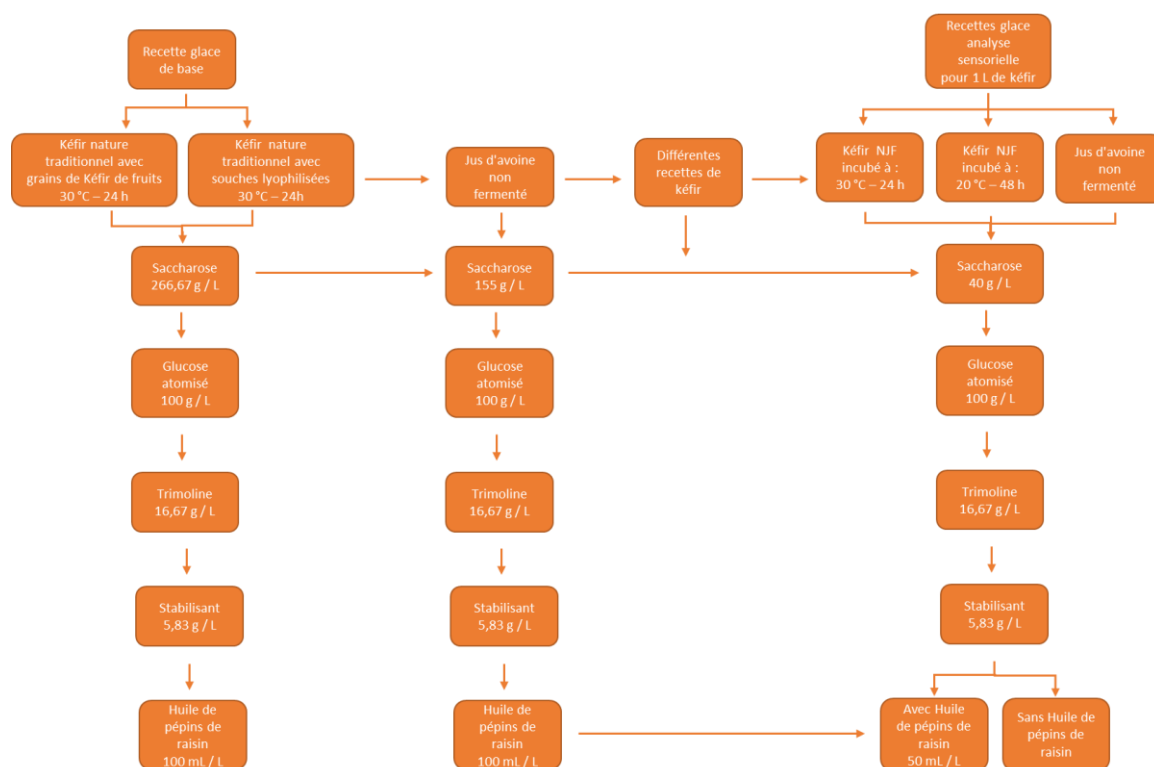 Recette glace
de base
Recettes glace
analyse
sensorielle
pour 1 L de kéfir
Kéfir nature
traditionnel avec
grains de Kéfir de fruits
30 °C – 24 h
Kéfir nature
traditionnel avec
souches lyophilisées
30 °C – 24h
Jus d'avoine
non
fermenté
Différentes
recettes de
kéfir
Kéfir NJF
incubé à :
30 °C – 24 h
Kéfir NJF
incubé à :
20 °C – 48 h
Jus d'avoine
non
fermenté
Saccharose
266,67 g / L
Saccharose
155 g / L
Saccharose
40 g / L
Glucose
atomisé
100 g / L
Glucose
atomisé
100 g / L
Glucose
atomisé
100 g / L
Trimoline
16,67 g / L
Trimoline
16,67 g / L
Trimoline
16,67 g / L
Stabilisant
5,83 g / L
Stabilisant
5,83 g / L
Stabilisant
5,83 g / L
Huile de
pépins de
raisin
100 mL / L
Huile de
pépins de
raisin
100 mL / L
Avec Huile
de pépins de
raisin
50 mL / L
Sans Huile de
pépins de
raisin